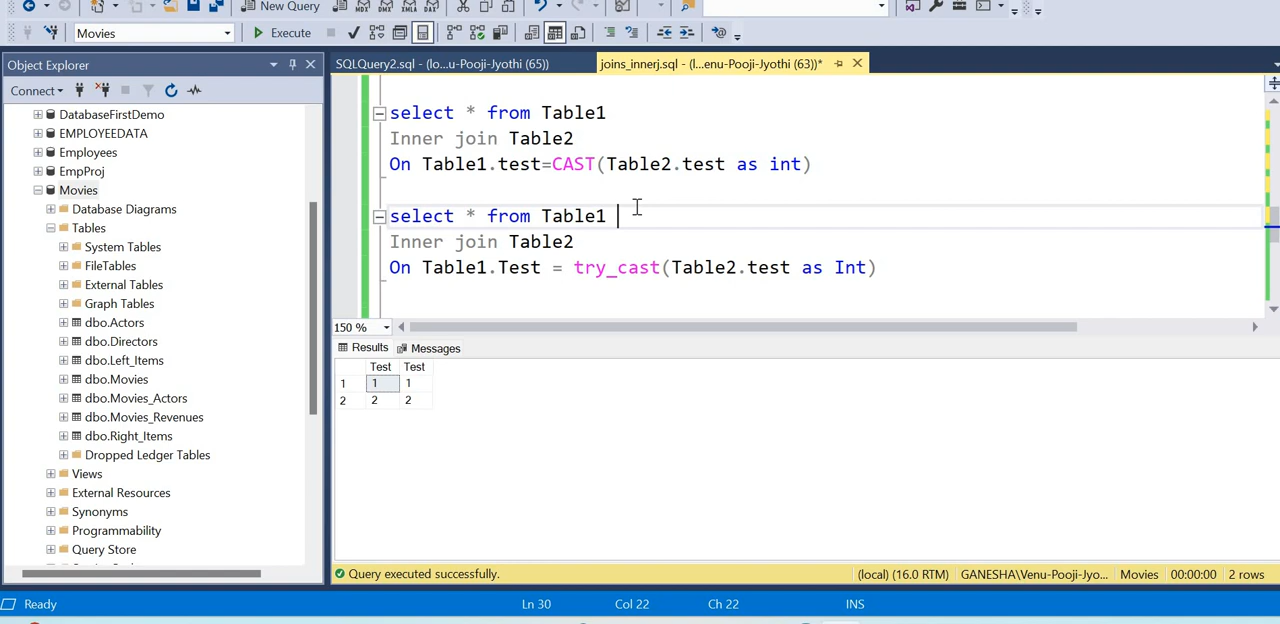 New Query
MDX
DMX
XMLA
DAX
Movies
Execute
Object Explorer
Connect
DatabaseFirstDemo
EMPLOYEEDATA
Employees
EmpProj
Movies
Database Diagrams
Tables
System Tables
FileTables
External Tables
Graph Tables
dbo.Actors
dbo.Directors
dbo.Left_Items
dbo.Movies
dbo.Movies_Actors
dbo.Movies_Revenues
dbo.Right_Items
Dropped Ledger Tables
Views
External Resources
Synonyms
Programmability
Query Store
SQLQuery2.sql - (lo...u-Pooji-Jyothi (65))
joins_innerj.sql - (l...enu-Pooji-Jyothi (63))*
select * from Table1
Inner join Table2
On Table1.test=CAST(Table2.test as int)
select * from Table1
Inner join Table2
On Table1.Test = try_cast(Table2.test as Int)
150 %
Results Messages
Test Test
1 1 1
2 2 2
Query executed successfully.
(local) (16.0 RTM) GANESHA\Venu-Pooji-Jyo... Movies 00:00:00 2 rows
Ready Ln 30 Col 22 Ch 22 INS